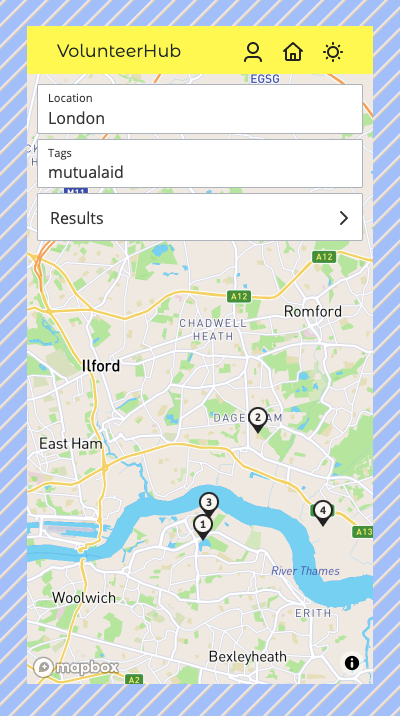 VolunteerHub
EGSG
Location
London
Tags
mutualaid
M11
Results
A12
A12
Romford
CHADWELL
HEATH
Ilford
2
East Ham
3
4
1
A13
River Thames
Woolwich
ERITH
Bexleyheath
mapbox
i
A2